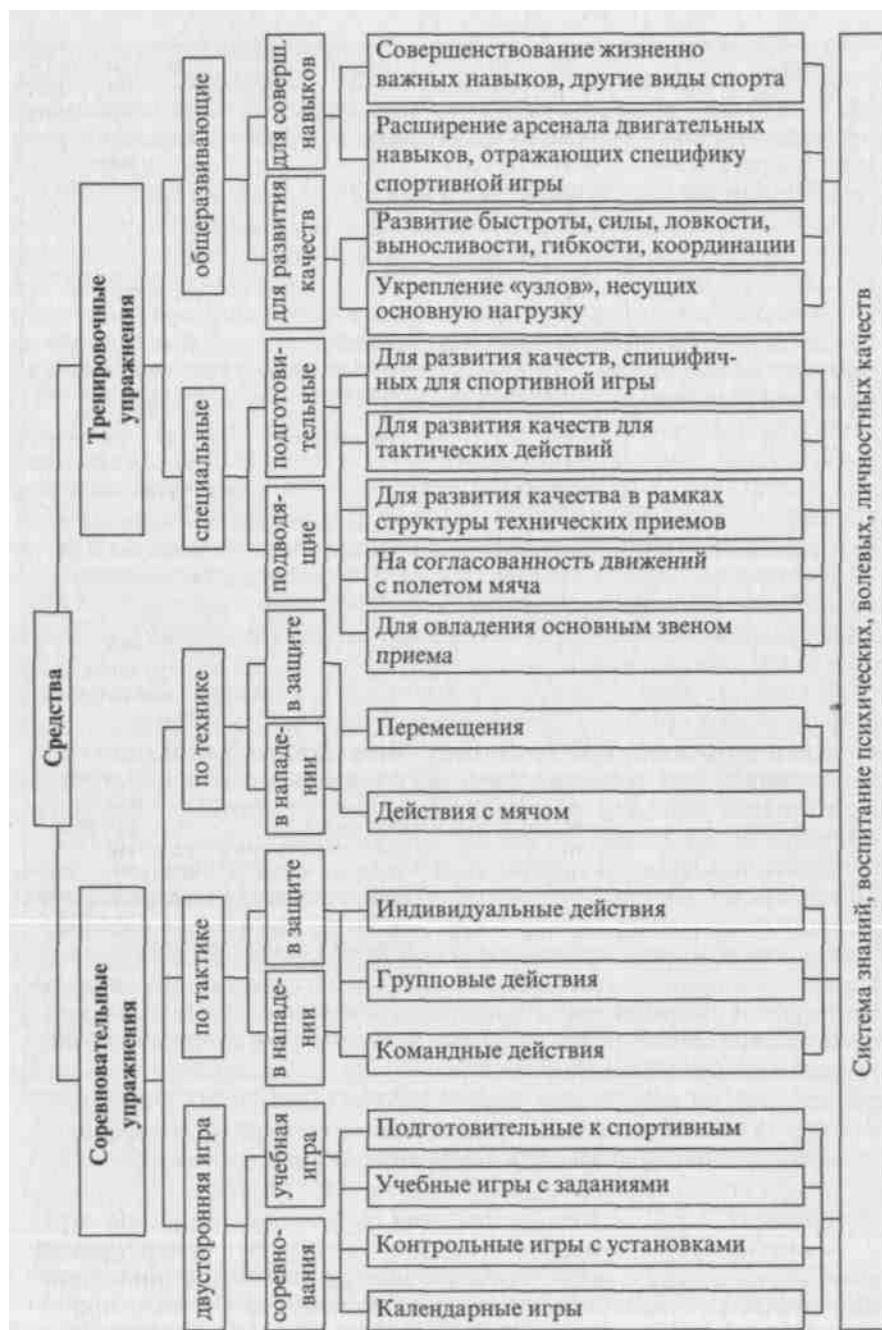 Средства
Соревновательные
упражнения
Тренировочные
упражнения
двусторонняя игра
по тактике
по технике
специальные
общеразвивающие
соревно-
вания
учебная
игра
в нападе-
нии
в защите
в нападе-
нии
в защите
подводя-
щие
подготови-
тельные
для развития
качеств
для соверш.
навыков
Совершенствование жизненно
важных навыков, другие виды спорта
Расширение арсенала двигательных
навыков, отражающих специфику
спортивной игры
Развитие быстроты, силы, ловкости,
выносливости, гибкости, координации
Укрепление «узлов», несущих
основную нагрузку
Для развития качеств, спицифич-
ных для спортивной игры
Для развития качеств для
тактических действий
Для развития качества в рамках
структуры технических приемов
На согласованность движений
с полетом мяча
Для овладения основным звеном
приема
Перемещения
Действия с мячом
Индивидуальные действия
Групповые действия
Командные действия
Подготовительные к спортивным
Учебные игры с заданиями
Контрольные игры с установками
Календарные игры
Система знаний, воспитание психических, волевых, личностных качеств